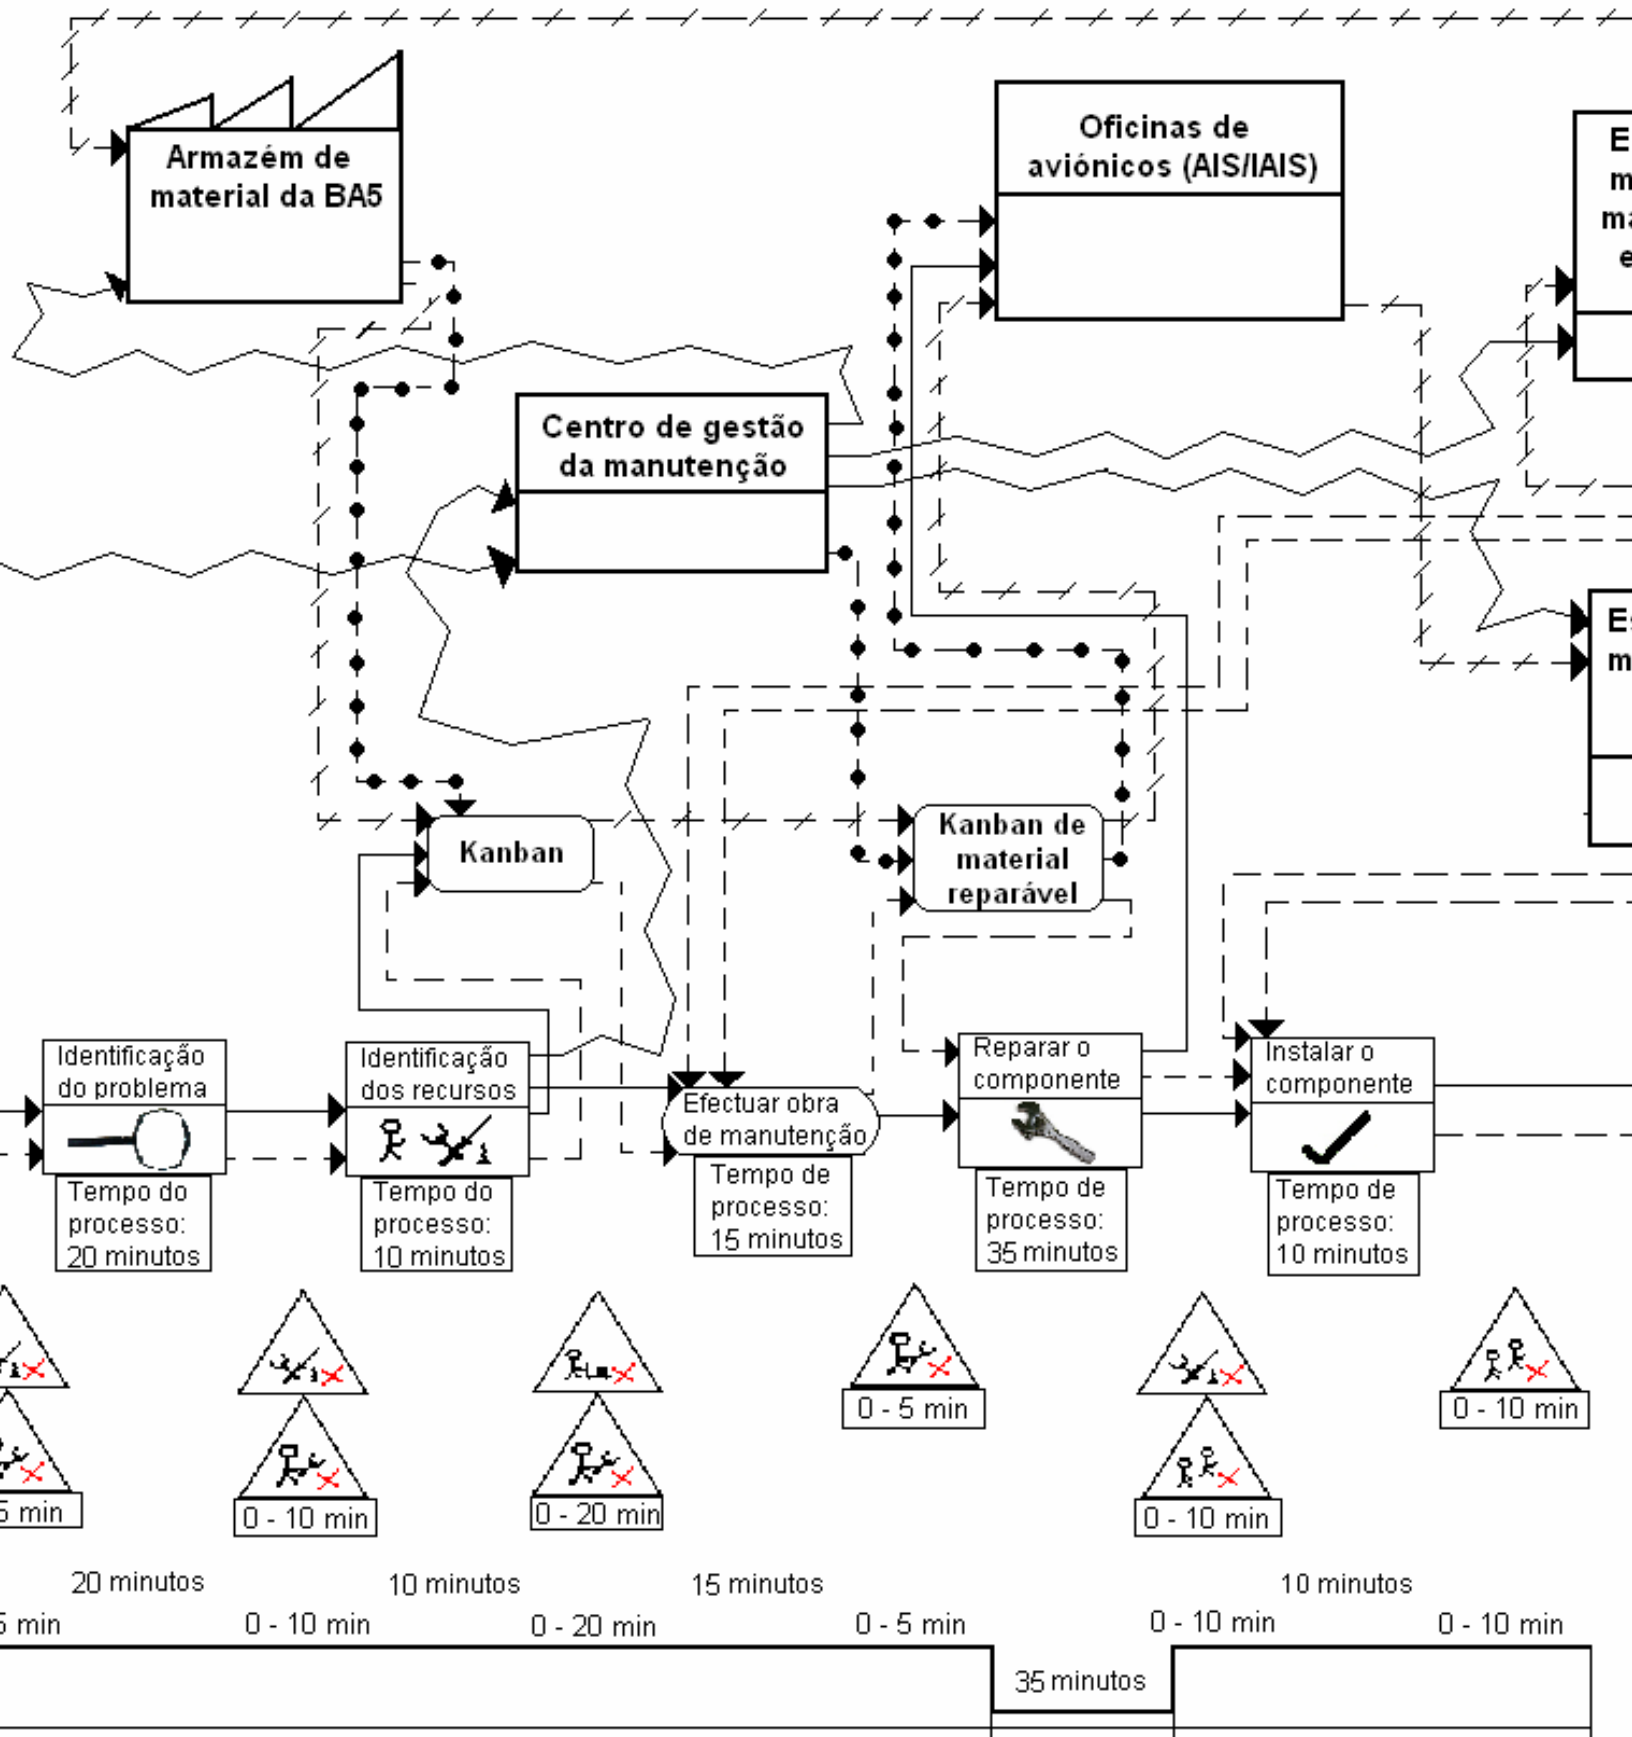 Armazém de
material da BA5
Oficinas de
aviónicos (AIS/IAIS)
Centro de gestão
da manutenção
Kanban
Kanban de
material
reparável
Identificação
do problema
Tempo do
processo:
20 minutos
Identificação
dos recursos
Tempo do
processo:
10 minutos
Efectuar obra
de manutenção
Tempo de
processo:
15 minutos
Reparar o
componente
Tempo de
processo:
35 minutos
Instalar o
componente
Tempo de
processo:
10 minutos
5 min
0 - 10 min
0 - 20 min
0 - 5 min
0 - 10 min
0 - 10 min
20 minutos
10 minutos
15 minutos
10 minutos
5 min
0 - 10 min
0 - 20 min
0 - 5 min
0 - 10 min
0 - 10 min
35 minutos